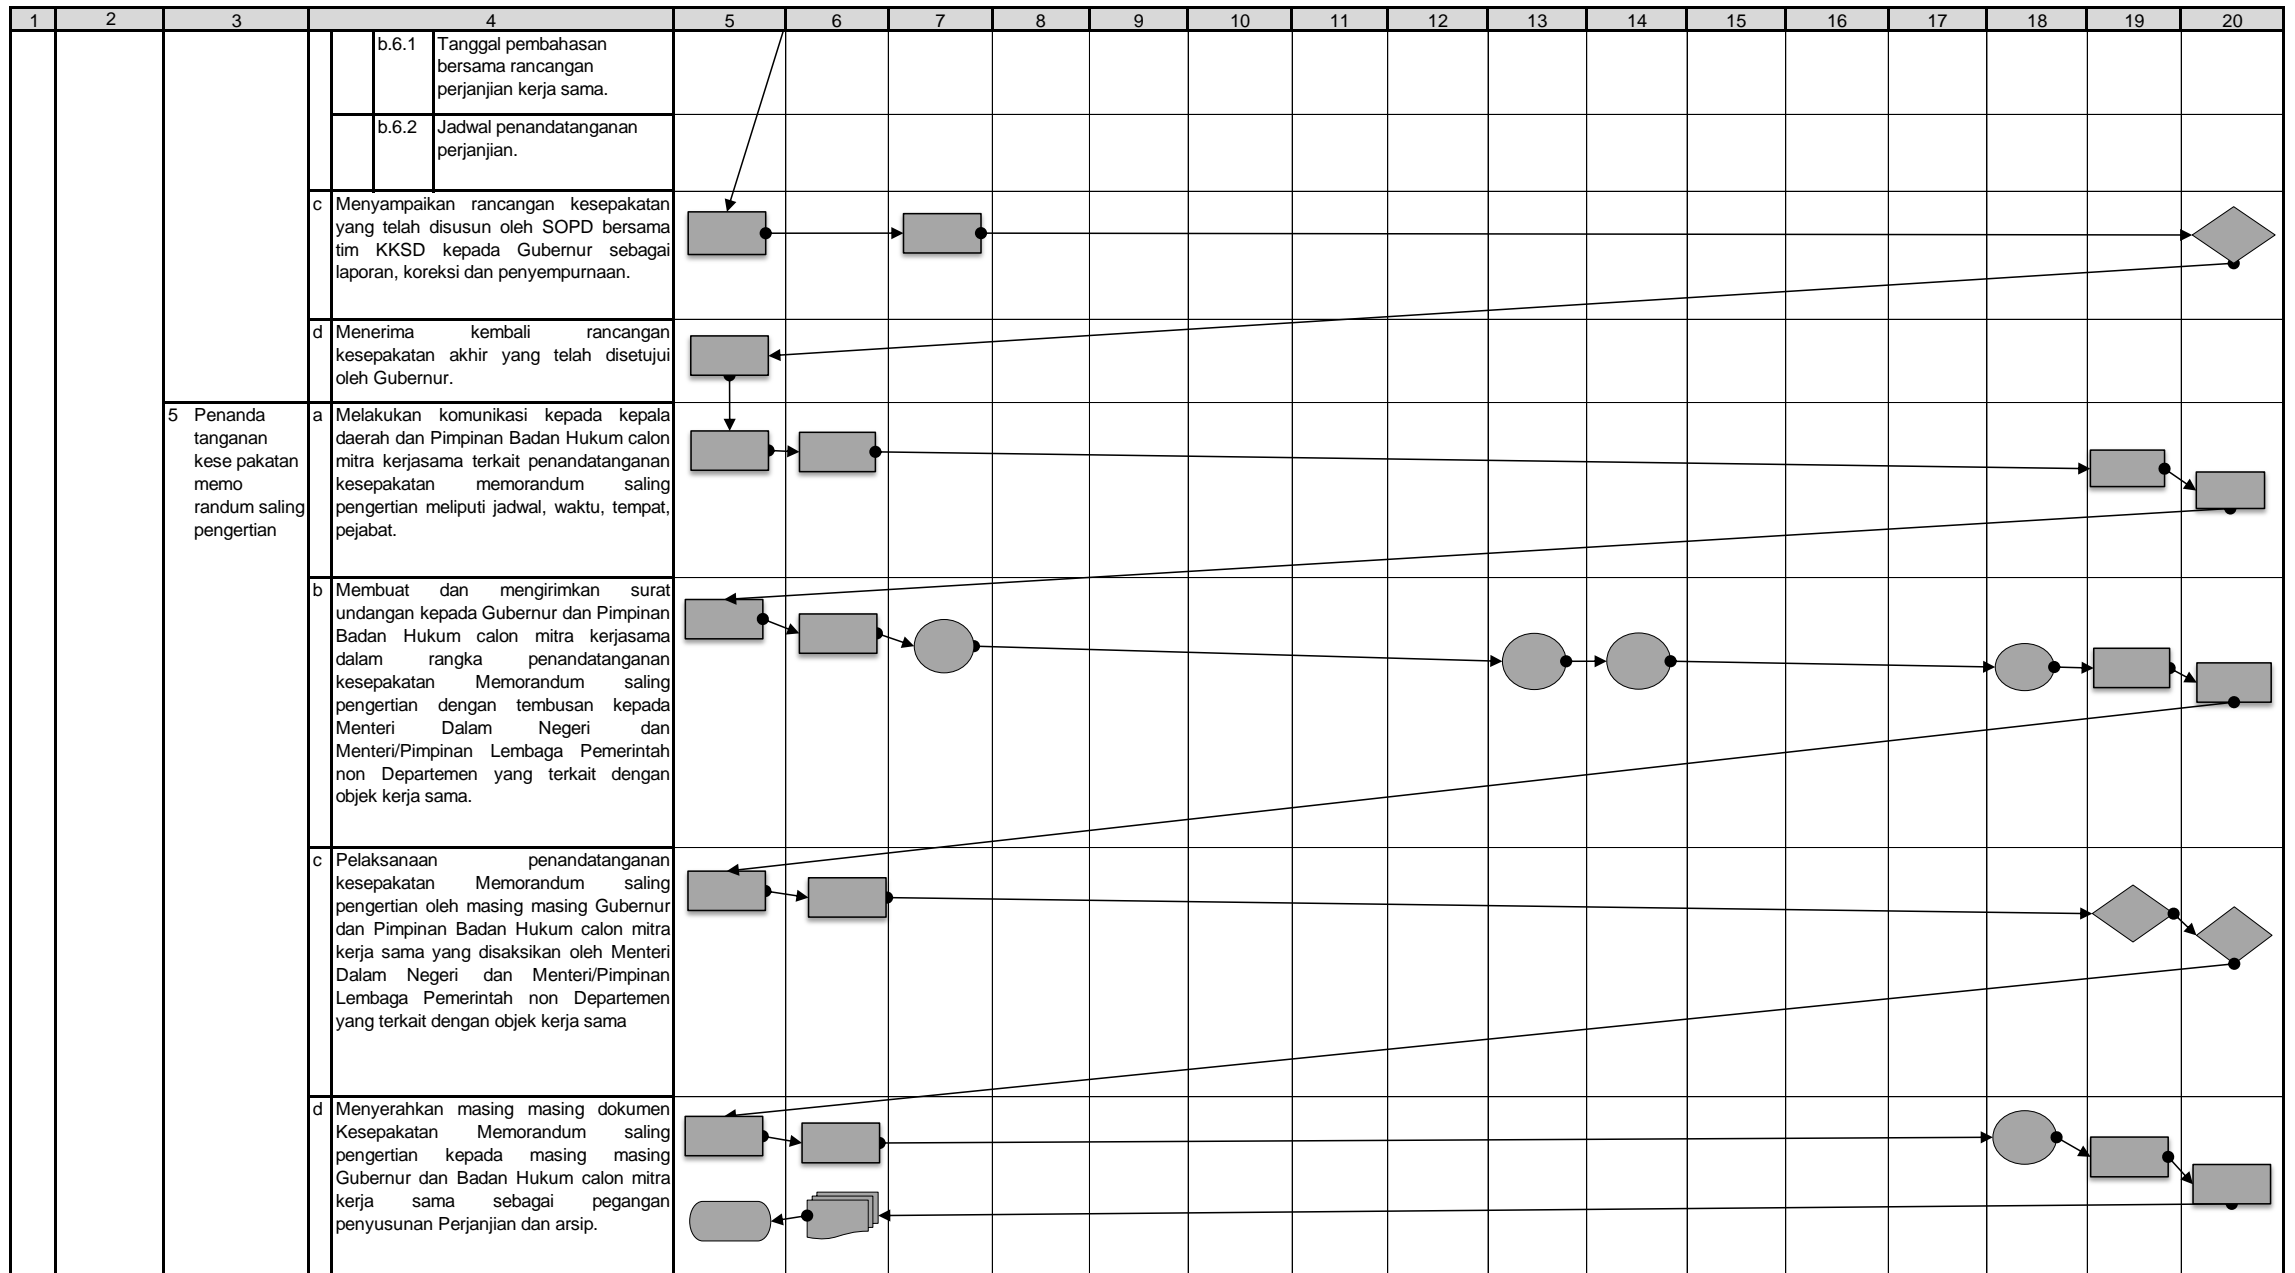 1 2 3 4 5 6 7 8 9 10 11 12 13 14 15 16 17 18 19 20
b.6.1 Tanggal pembahasan
bersama rancangan
perjanjian kerja sama.
b.6.2 Jadwal penandatanganan
perjanjian.
c Menyampaikan rancangan kesepakatan
yang telah disusun oleh SOPD bersama
tim KKSD kepada Gubernur sebagai
laporan, koreksi dan penyempurnaan.
d Menerima kembali rancangan
kesepakatan akhir yang telah disetujui
oleh Gubernur.
5 Penanda
tanganan
kese pakatan
memo
randum saling
pengertian
a Melakukan komunikasi kepada kepala
daerah dan Pimpinan Badan Hukum calon
mitra kerjasama terkait penandatanganan
kesepakatan memorandum saling
pengertian meliputi jadwal, waktu, tempat,
pejabat.
b Membuat dan mengirimkan surat
undangan kepada Gubernur dan Pimpinan
Badan Hukum calon mitra kerjasama
dalam rangka penandatanganan
kesepakatan Memorandum saling
pengertian dengan tembusan kepada
Menteri Dalam Negeri dan
Menteri/Pimpinan Lembaga Pemerintah
non Departemen yang terkait dengan
objek kerja sama.
c Pelaksanaan penandatanganan
kesepakatan Memorandum saling
pengertian oleh masing masing Gubernur
dan Pimpinan Badan Hukum calon mitra
kerja sama yang disaksikan oleh Menteri
Dalam Negeri dan Menteri/Pimpinan
Lembaga Pemerintah non Departemen
yang terkait dengan objek kerja sama
d Menyerahkan masing masing dokumen
Kesepakatan Memorandum saling
pengertian kepada masing masing
Gubernur dan Badan Hukum calon mitra
kerja sama sebagai pegangan
penyusunan Perjanjian dan arsip.